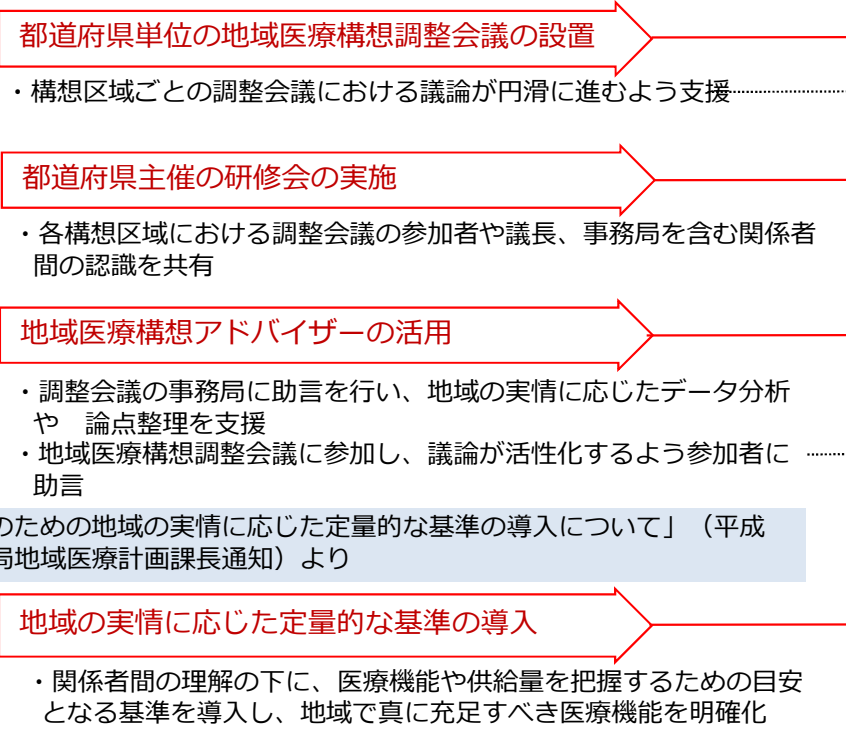 都道府県単位の地域医療構想調整会議の設置
・構想区域ごとの調整会議における議論が円滑に進むよう支援
都道府県主催の研修会の実施
・各構想区域における調整会議の参加者や議長、事務局を含む関係者
間の認識を共有
地域医療構想アドバイザーの活用
・調整会議の事務局に助言を行い、地域の実情に応じたデータ分析
や　論点整理を支援
・地域医療構想調整会議に参加し、議論が活性化するよう参加者に
助言
のための地域の実情に応じた定量的な基準の導入について」（平成
局地域医療計画課長通知）より
地域の実情に応じた定量的な基準の導入
・関係者間の理解の下に、医療機能や供給量を把握するための目安
となる基準を導入し、地域で真に充足すべき医療機能を明確化